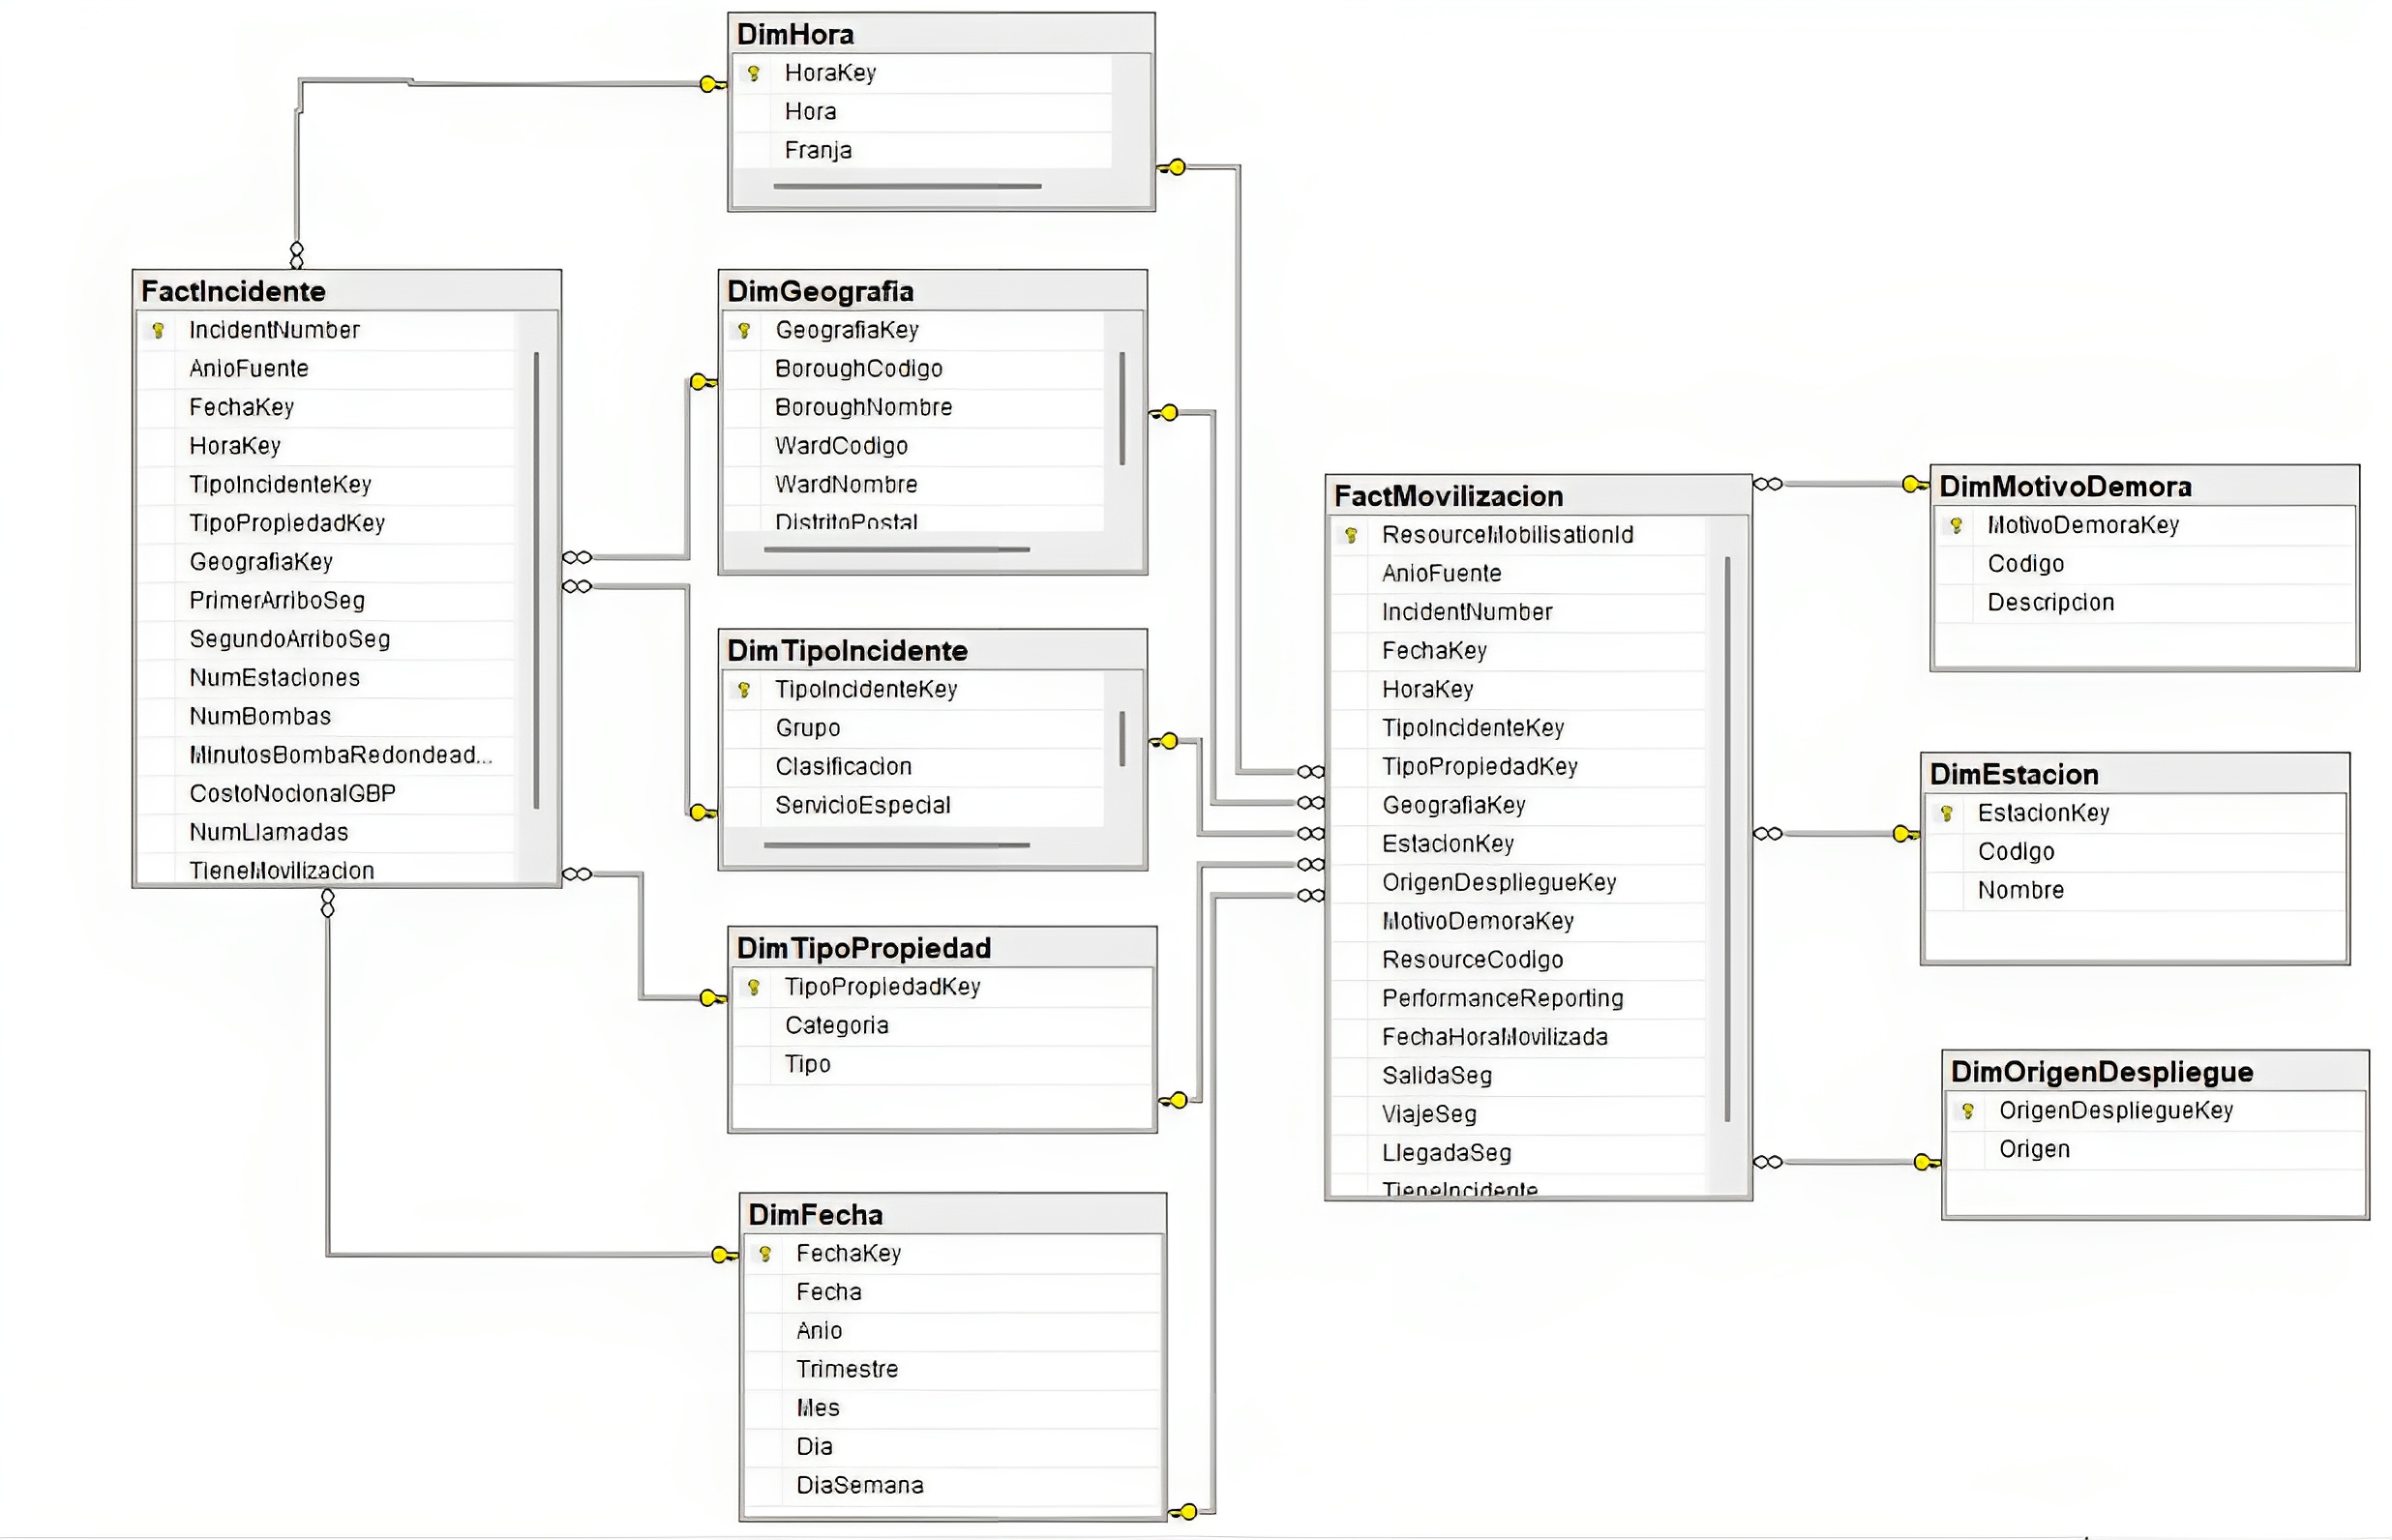 DimHora
HoraKey
Hora
Franja
FactIncidente
IncidentNumber
AnioFuente
FechaKey
HoraKey
TipoIncidenteKey
TipoPropiedadKey
GeografiaKey
PrimerArriboSeg
SegundoArriboSeg
NumEstaciones
NumBombas
MinutosBombaRedondead...
CostoNocionalGBP
NumLlamadas
TieneMovilizacion
DimGeografia
GeografiaKey
BoroughCodigo
BoroughNombre
WardCodigo
WardNombre
DistritoPostal
DimTipoIncidente
TipoIncidenteKey
Grupo
Clasificacion
ServicioEspecial
DimTipoPropiedad
TipoPropiedadKey
Categoria
Tipo
DimFecha
FechaKey
Fecha
Anio
Trimestre
Mes
Dia
DiaSemana
FactMovilizacion
ResourceMobilisationId
AnioFuente
IncidentNumber
FechaKey
HoraKey
TipoIncidenteKey
TipoPropiedadKey
GeografiaKey
EstacionKey
OrigenDespliegueKey
MotivoDemoraKey
ResourceCodigo
PerformanceReporting
FechaHoraMovilizada
SalidaSeg
ViajeSeg
LlegadaSeg
TieneIncidente
DimMotivoDemora
MotivoDemoraKey
Codigo
Descripcion
DimEstacion
EstacionKey
Codigo
Nombre
DimOrigenDespliegue
OrigenDespliegueKey
Origen